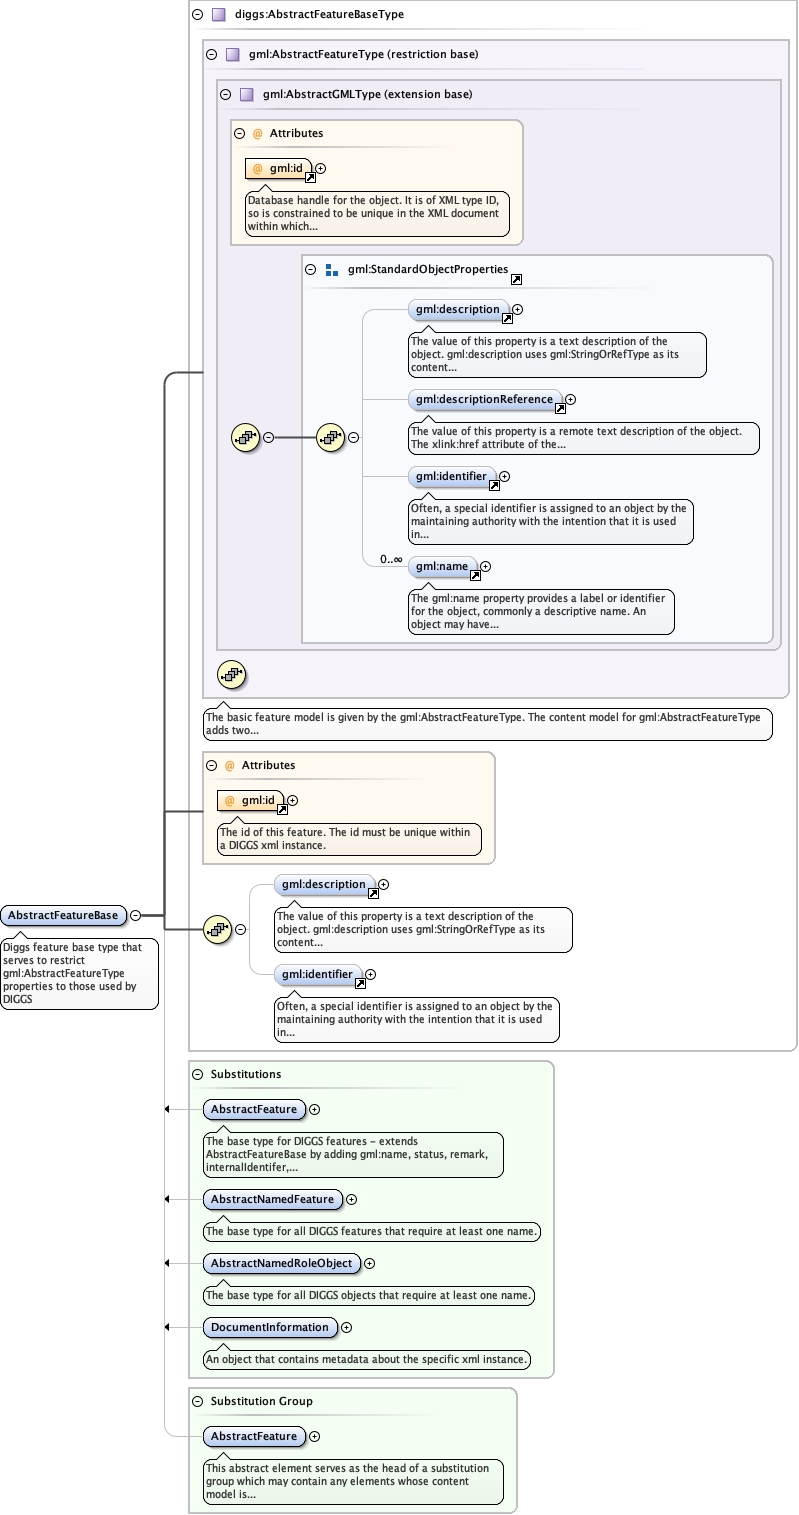 diggs:AbstractFeatureBaseType
gml:AbstractFeatureType (restriction base)
gml:AbstractGMLType (extension base)
@ Attributes
@ gml:id
Database handle for the object. It is of XML type ID,
so is constrained to be unique in the XML document
within which...
gml:StandardObjectProperties
gml:description
The value of this property is a text description of the
object. gml:description uses gml:StringOrRefType as its
content...
gml:descriptionReference
The value of this property is a remote text description of the object.
The xlink:href attribute of the...
gml:identifier
Often, a special identifier is assigned to an object by the
maintaining authority with the intention that it is used
in...
0..∞
gml:name
The gml:name property provides a label or identifier
for the object, commonly a descriptive name. An
object may have...
The basic feature model is given by the gml:AbstractFeatureType. The content model for gml:AbstractFeatureType
adds two...
@ Attributes
@ gml:id
The id of this feature. The id must be unique within
a DIGGS xml instance.
AbstractFeatureBase
Diggs feature base type that
serves to restrict
gml:AbstractFeatureType
properties to those used by
DIGGS
gml:description
The value of this property is a text description of the
object. gml:description uses gml:StringOrRefType as its
content...
gml:identifier
Often, a special identifier is assigned to an object by the
maintaining authority with the intention that it is used
in...
Substitutions
AbstractFeature
The base type for DIGGS features - extends
AbstractFeatureBase by adding gml:name, status, remark,
internalIdentifer,...
AbstractNamedFeature
The base type for all DIGGS features that require at least one name.
AbstractNamedRoleObject
The base type for all DIGGS objects that require at least one name.
DocumentInformation
An object that contains metadata about the specific xml instance.
Substitution Group
AbstractFeature
This abstract element serves as the head of a substitution
group which may contain any elements whose content
model is...